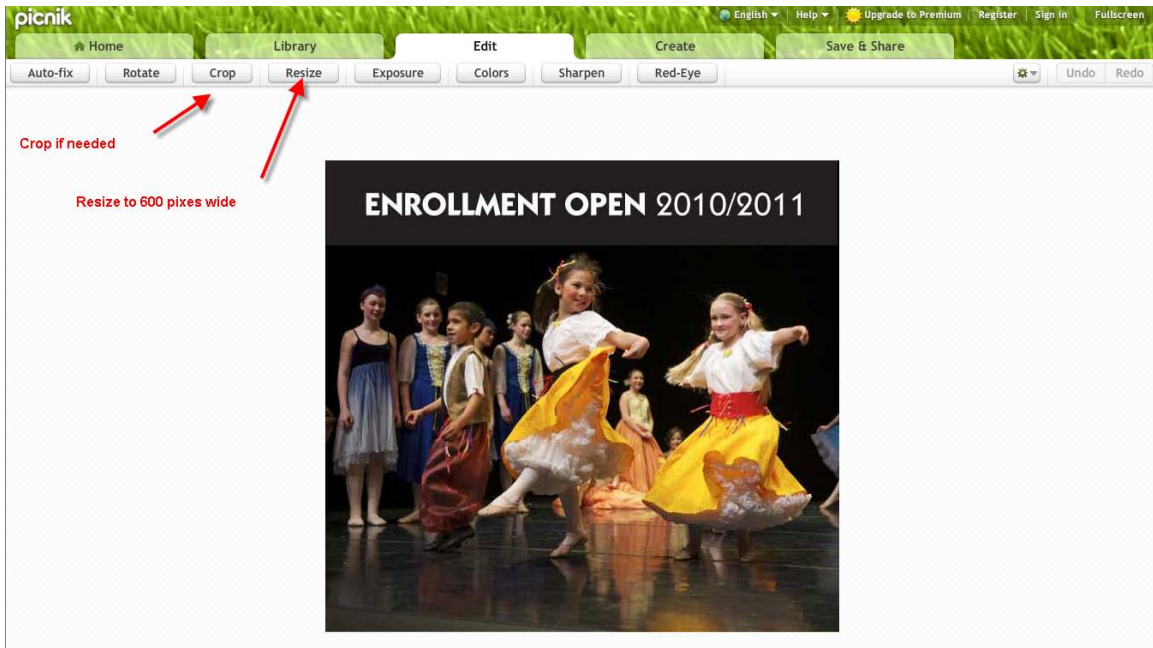 picnik
English Help Upgrade to Premium Register Sign in Fullscreen
Home Library Edit Create Save & Share
Auto-fix Rotate Crop Resize Exposure Colors Sharpen Red-Eye Undo Redo
Crop if needed
Resize to 600 pixes wide
ENROLLMENT OPEN 2010/2011